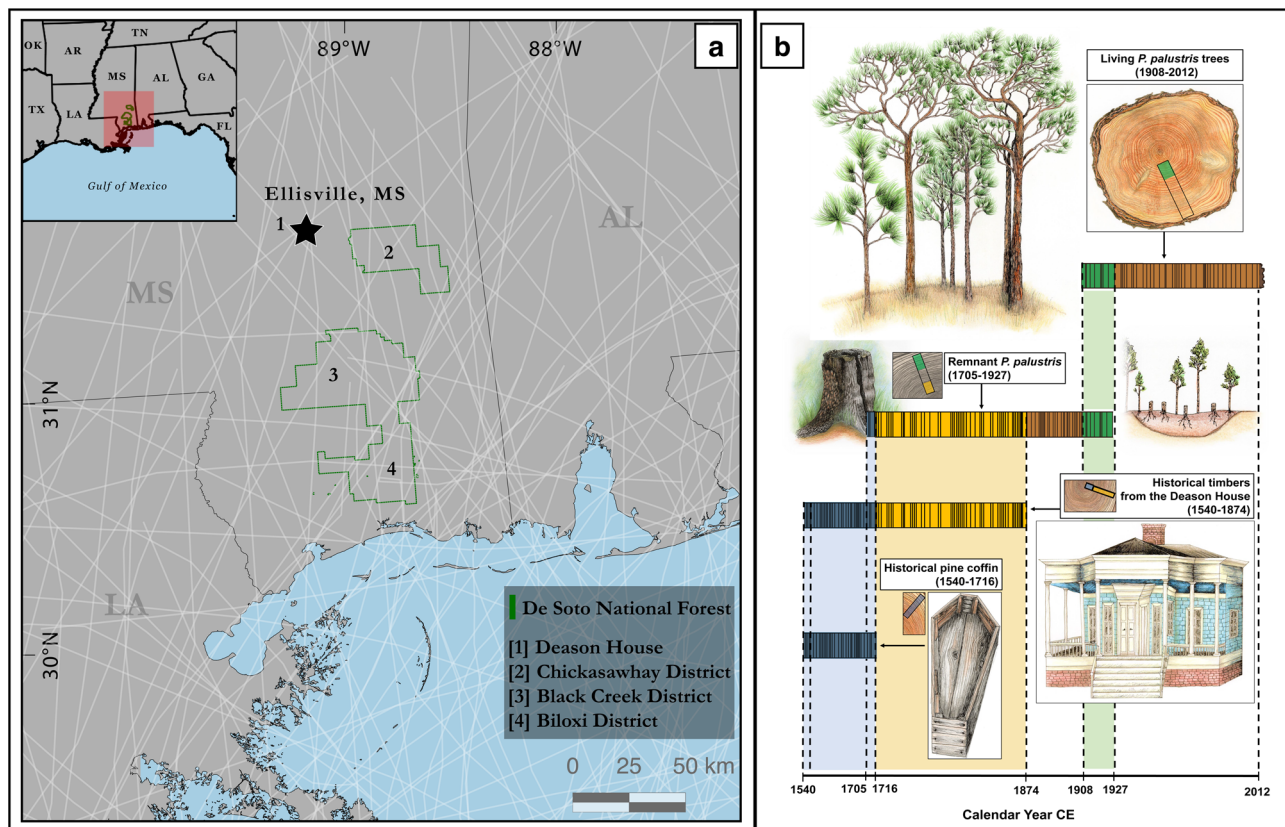 a
89°W
88°W
OK
AR
TN
MS
AL
GA
TX
LA
FL
Gulf of Mexico
Ellisville, MS
1
2
AL
MS
3
31°N
4
LA
30°N
De Soto National Forest
[1] Deason House
[2] Chickasawhay District
[3] Black Creek District
[4] Biloxi District
0 25 50 km
b
Living P. palustris trees
(1908-2012)
Remnant P. palustris
(1705-1927)
Historical timbers
from the Deason House
(1540-1874)
Historical pine coffin
(1540-1716)
1540 1705 1716 1874 1908 1927 2012
Calendar Year CE